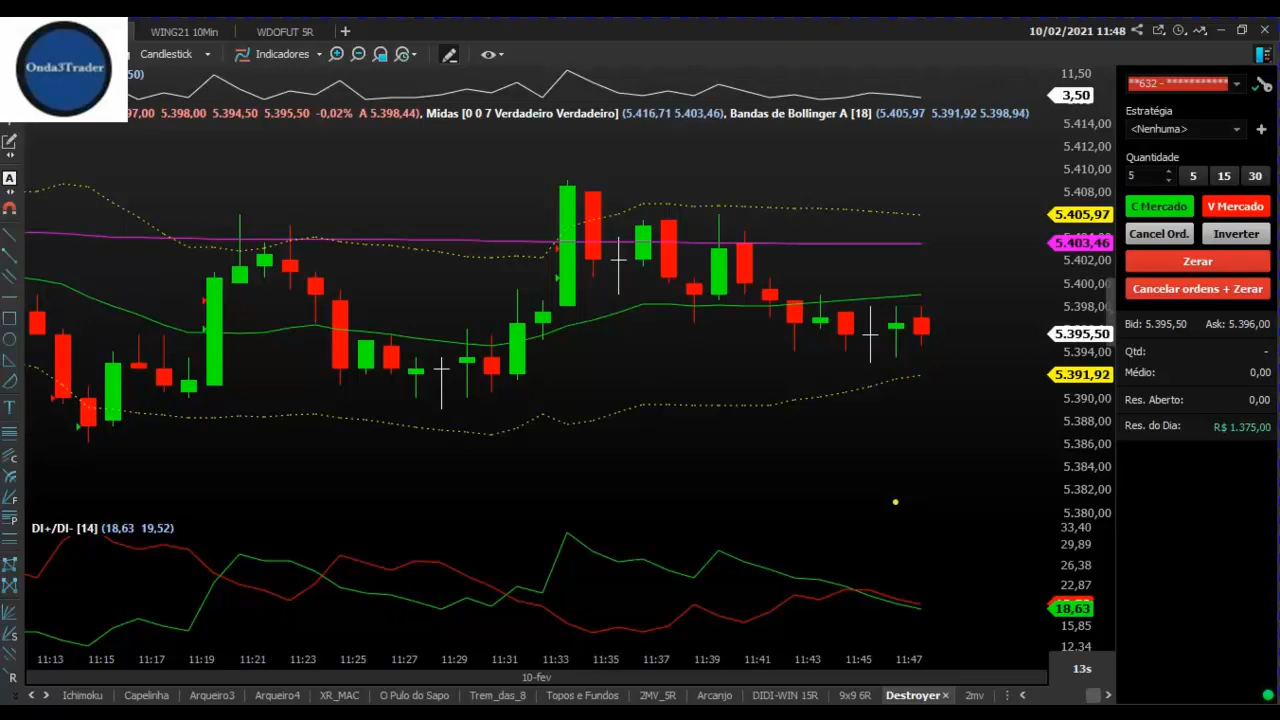 Onda3Trader
WING21 10Min
WDOFUT 5R
+
10/02/2021 11:48
Candlestick
Indicadores
50)
97,00 5.398,00 5.394,50 5.395,50 -0,02% A 5.398,44), Midas [0 0 7 Verdadeiro Verdadeiro] (5.416,71 5.403,46), Bandas de Bollinger A [18] (5.405,97 5.391,92 5.398,94)
11,50
3,50
5.414,00
5.412,00
5.410,00
5.408,00
5.405,97
5.403,46
5.402,00
5.400,00
5.398,00
5.395,50
5.394,00
5.391,92
5.390,00
5.388,00
5.386,00
5.384,00
5.382,00
5.380,00
DI+/DI- [14] (18,63 19,52)
33,40
29,89
26,38
22,87
18,63
15,85
12,34
11:13 11:15 11:17 11:19 11:21 11:23 11:25 11:27 11:29 11:31 11:33 11:35 11:37 11:39 11:41 11:43 11:45 11:47
13s
10-fev
Ichimoku Capelinha Arqueiro3 Arqueiro4 XR_MAC O Pulo do Sapo Trem_das_8 Topos e Fundos 2MV_5R Arcanjo DIDI-WIN 15R 9x9 6R Destroyer× 2mv
**632 - ***********
Estratégia
<Nenhuma>
Quantidade
5 5 15 30
C Mercado V Mercado
Cancel Ord. Inverter
Zerar
Cancelar ordens + Zerar
Bid: 5.395,50 Ask: 5.396,00
Qtd: -
Médio: 0,00
Res. Aberto: 0,00
Res. do Dia: R$ 1.375,00